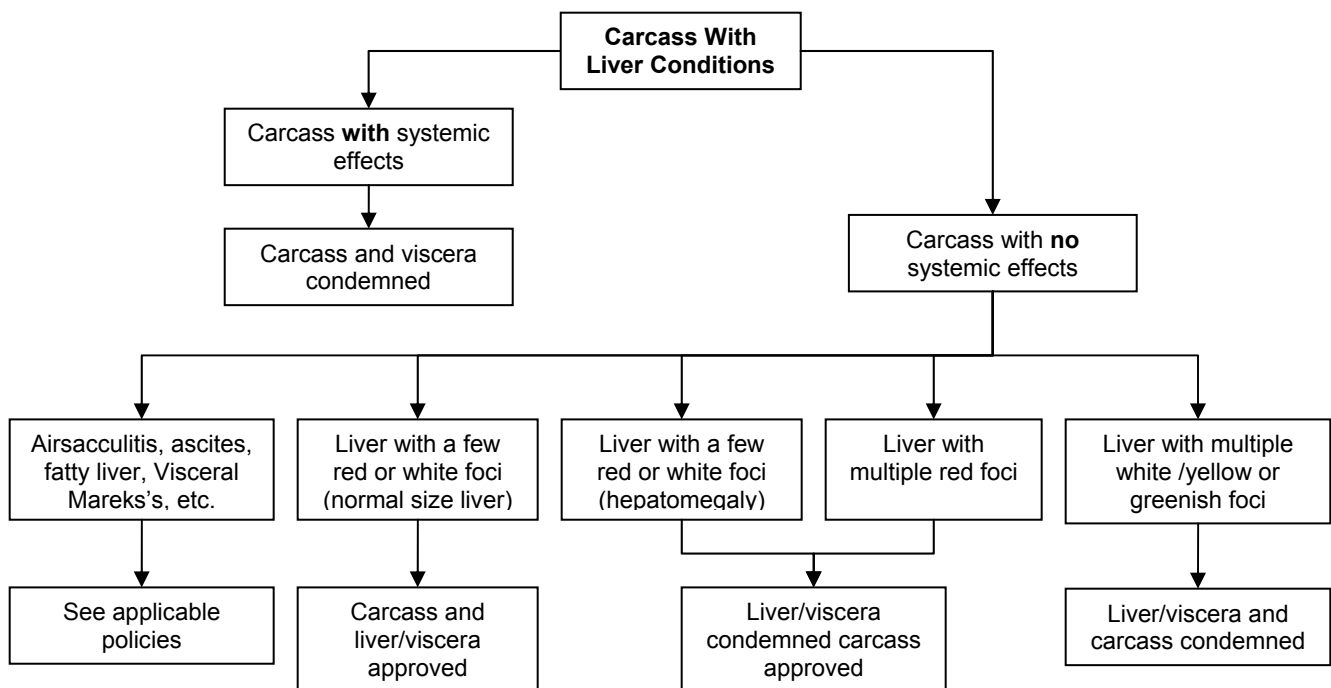 Carcass With
Liver Conditions
Carcass with systemic
effects
Carcass and viscera
condemned
Carcass with no
systemic effects
Airsacculitis, ascites,
fatty liver, Visceral
Mareks's, etc.
Liver with a few
red or white foci
(normal size liver)
Liver with a few
red or white foci
(hepatomegaly)
Liver with
multiple red foci
Liver with multiple
white /yellow or
greenish foci
See applicable
policies
Carcass and
liver/viscera
approved
Liver/viscera
condemned carcass
approved
Liver/viscera and
carcass condemned